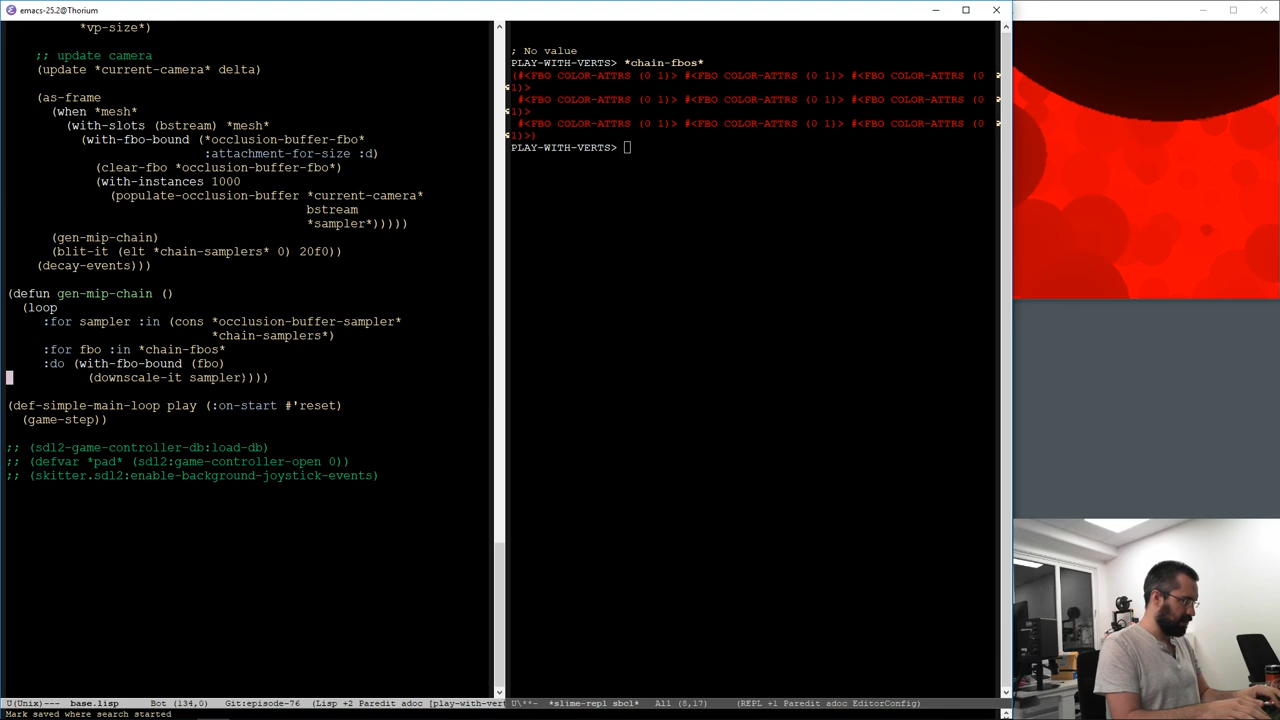 emacs-25.2@Thorium
*vp-size*)
;; update camera
(update *current-camera* delta)
(as-frame
(when *mesh*
(with-slots (bstream) *mesh*
(with-fbo-bound (*occlusion-buffer-fbo*
:attachment-for-size :d)
(clear-fbo *occlusion-buffer-fbo*)
(with-instances 1000
(populate-occlusion-buffer *current-camera*
bstream
*sampler*)))))
(gen-mip-chain)
(blit-it (elt *chain-samplers* 0) 20f0))
(decay-events)))
(defun gen-mip-chain ()
(loop
:for sampler :in (cons *occlusion-buffer-sampler*
*chain-samplers*)
:for fbo :in *chain-fbos*
:do (with-fbo-bound (fbo)
(downscale-it sampler))))
(def-simple-main-loop play (:on-start #'reset)
(game-step))
;; (sdl2-game-controller-db:load-db)
;; (defvar *pad* (sdl2:game-controller-open 0))
;; (skitter.sdl2:enable-background-joystick-events)
U(Unix)--- base.lisp Bot (134,0) Git:episode-76 (Lisp +2 Paredit adoc [play-with-vert
Mark saved where search started
; No value
PLAY-WITH-VERTS> *chain-fbos*
(#<FBO COLOR-ATTRS (0 1)> #<FBO COLOR-ATTRS (0 1)> #<FBO COLOR-ATTRS (0
1)>
#<FBO COLOR-ATTRS (0 1)> #<FBO COLOR-ATTRS (0 1)> #<FBO COLOR-ATTRS (0
1)>
#<FBO COLOR-ATTRS (0 1)> #<FBO COLOR-ATTRS (0 1)> #<FBO COLOR-ATTRS (0
1)>)
PLAY-WITH-VERTS>
U\**- *slime-repl sbcl* All (8,17) (REPL +1 Paredit adoc EditorConfig)